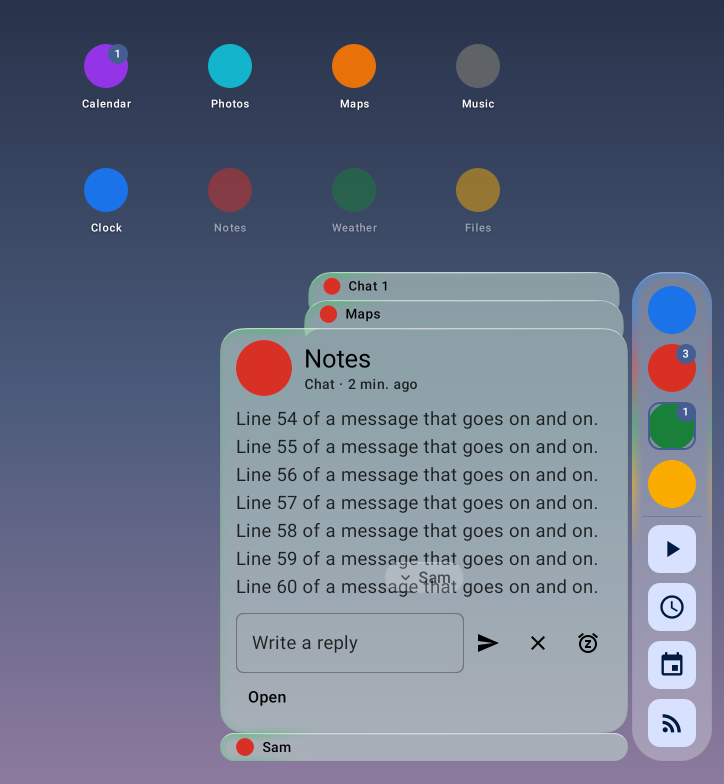 1
Calendar
Photos
Maps
Music
Clock
Notes
Weather
Files
Chat 1
Maps
Notes
Chat · 2 min. ago
Line 54 of a message that goes on and on.
Line 55 of a message that goes on and on.
Line 56 of a message that goes on and on.
Line 57 of a message that goes on and on.
Line 58 of a message that goes on and on.
Line 59 of a message that goes on and on.
Sam
Line 60 of a message that goes on and on.
Write a reply
Open
Sam
3
1